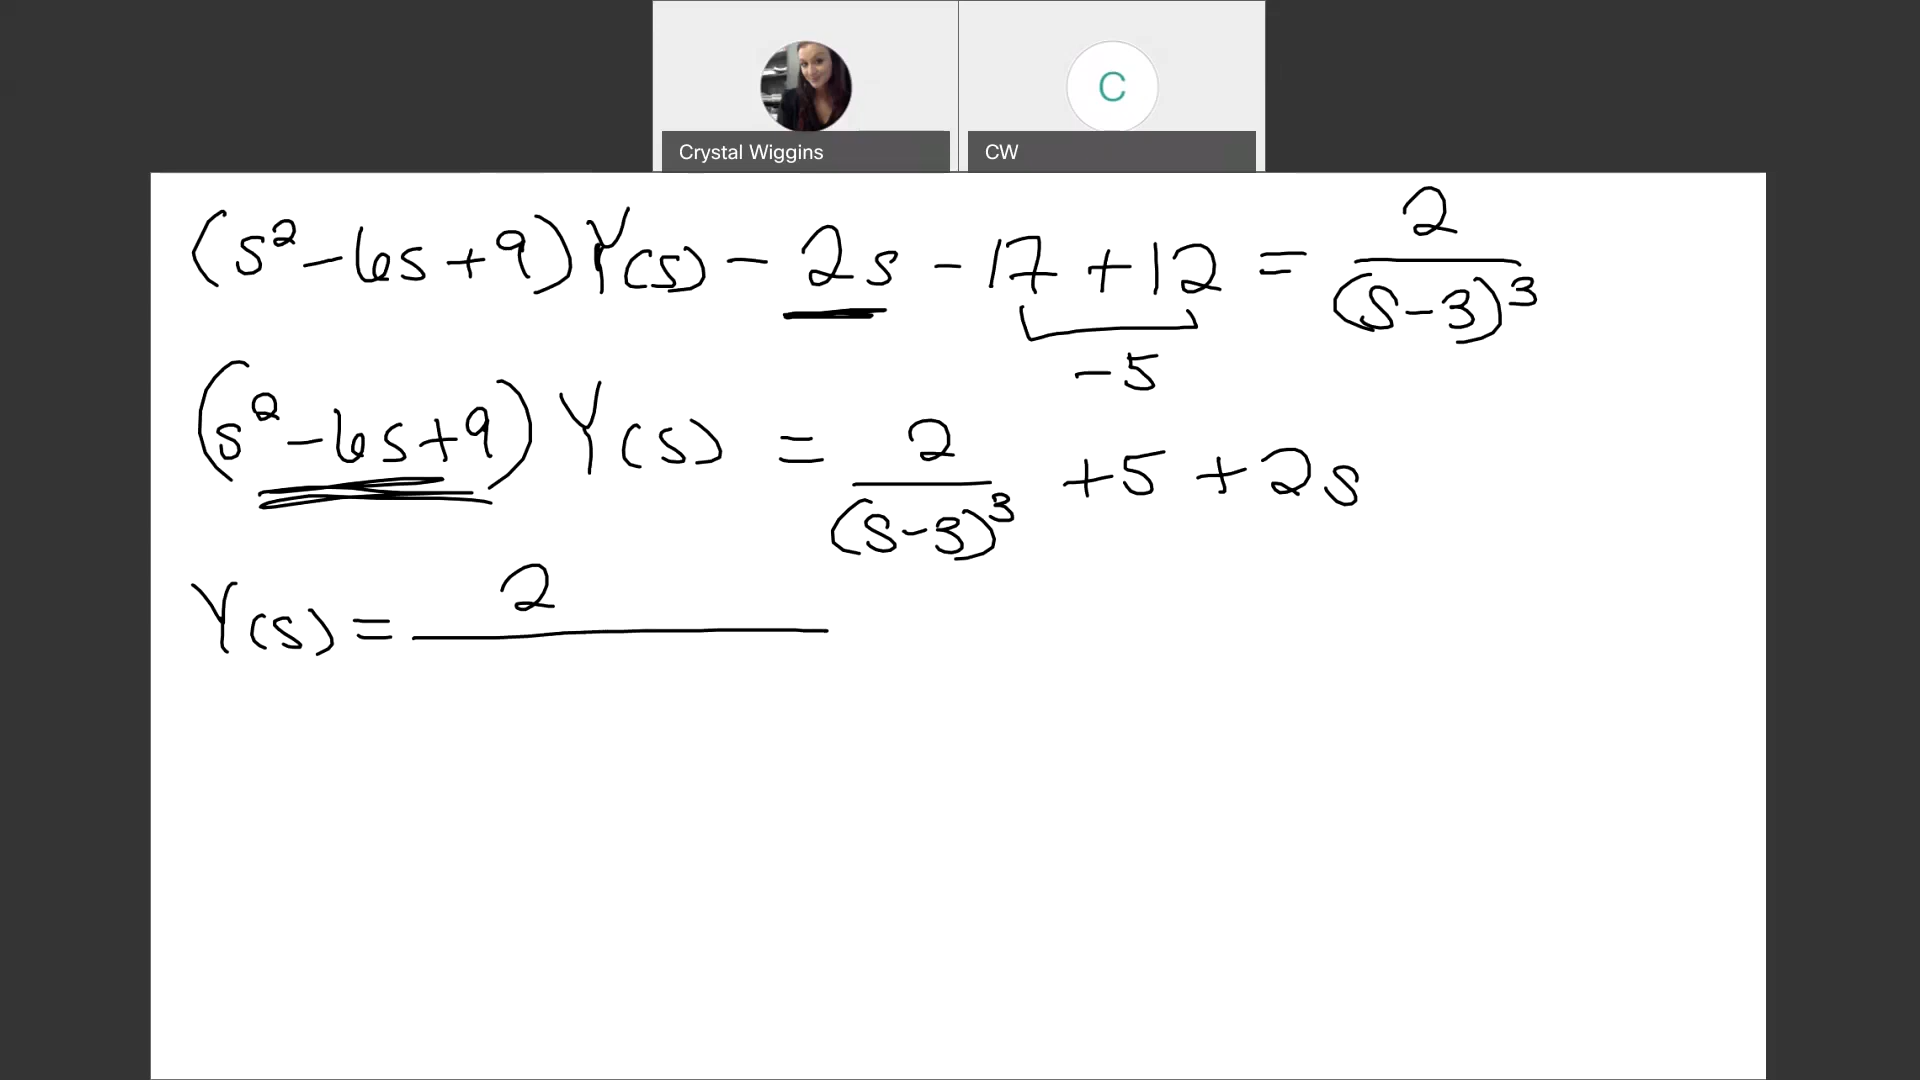 C
Crystal Wiggins
CW
(s²-6s+9)Y(s) - 2s - 17 + 12 = 2/(s-3)³
-5
(s²-6s+9) Y(s) = 2/(s-3)³ +5 +2s
Y(s) = 2